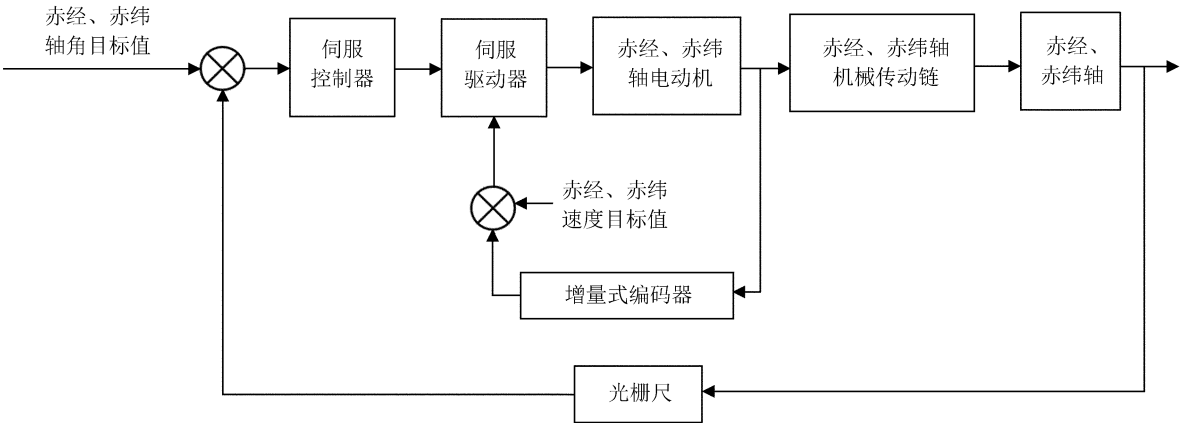 赤经、赤纬
轴角目标值
伺服
控制器
伺服
驱动器
赤经、赤纬
轴电动机
赤经、赤纬轴
机械传动链
赤经、
赤纬轴
赤经、赤纬
速度目标值
增量式编码器
光栅尺